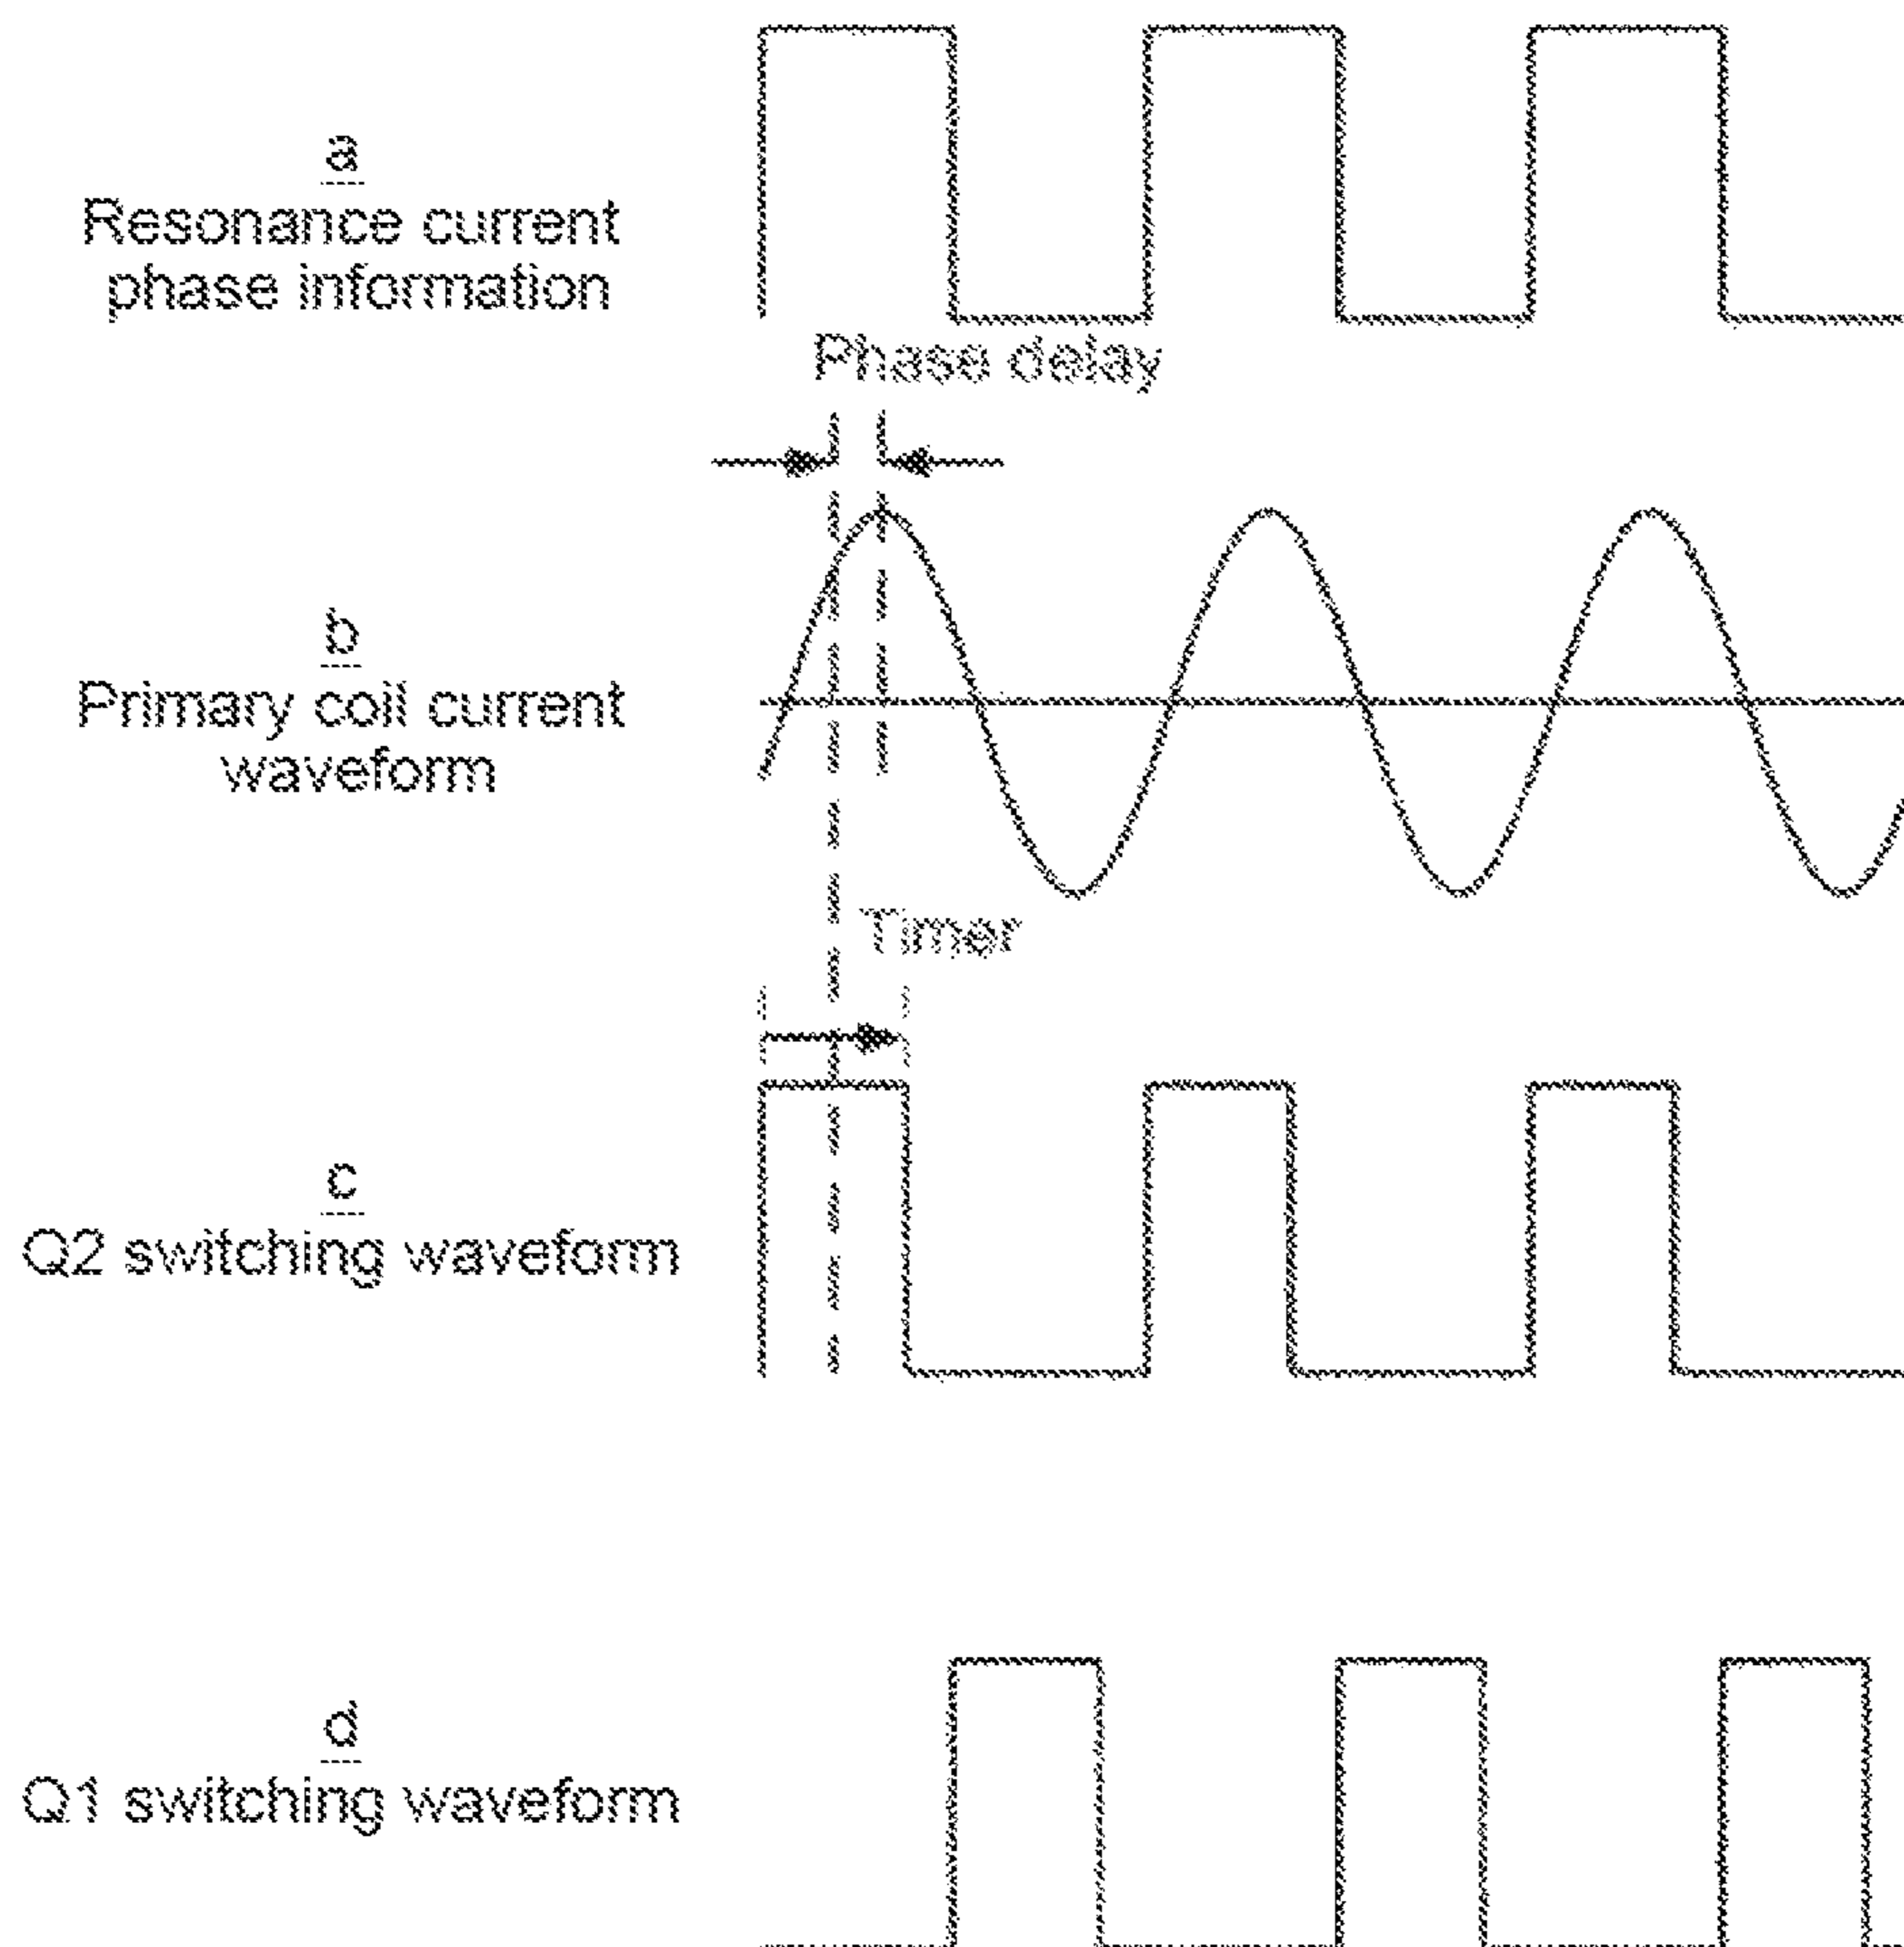 a
Resonance current
phase information
Phase delay
b
Primary coil current
waveform
Timer
c
Q2 switching waveform
d
Q1 switching waveform